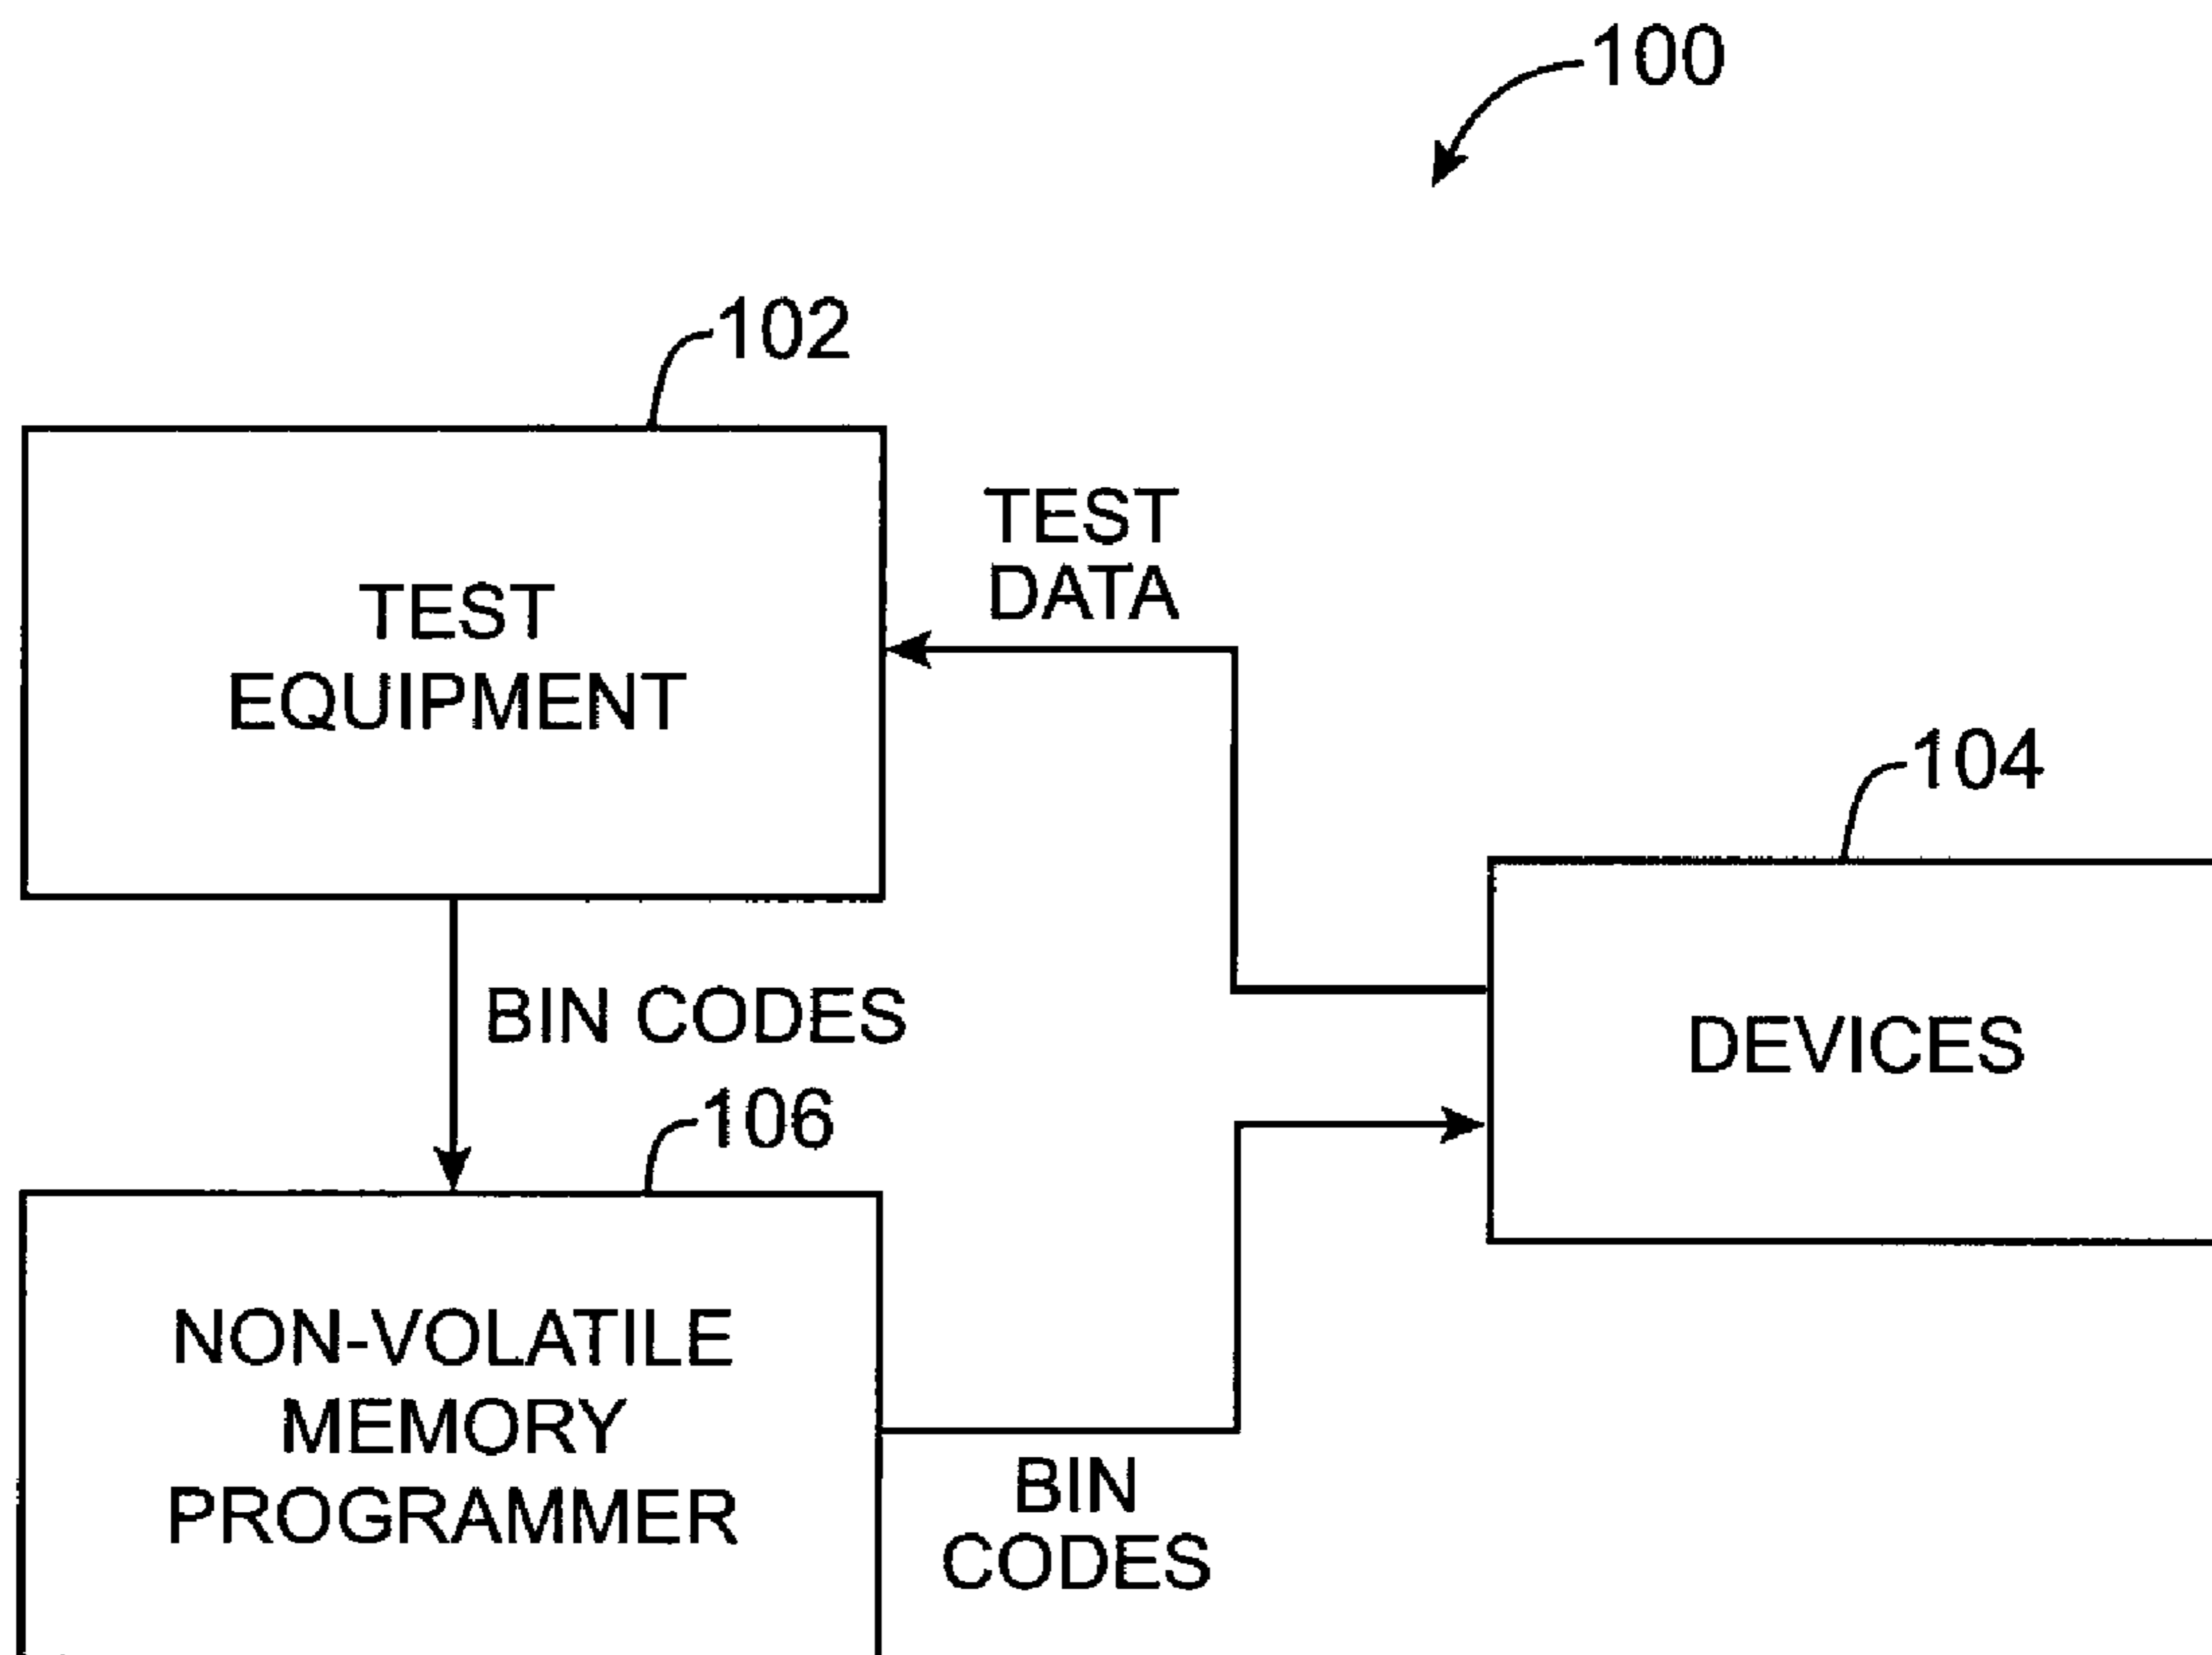 100
102
TEST
EQUIPMENT
TEST
DATA
104
DEVICES
BIN CODES
106
NON-VOLATILE
MEMORY
PROGRAMMER
BIN
CODES